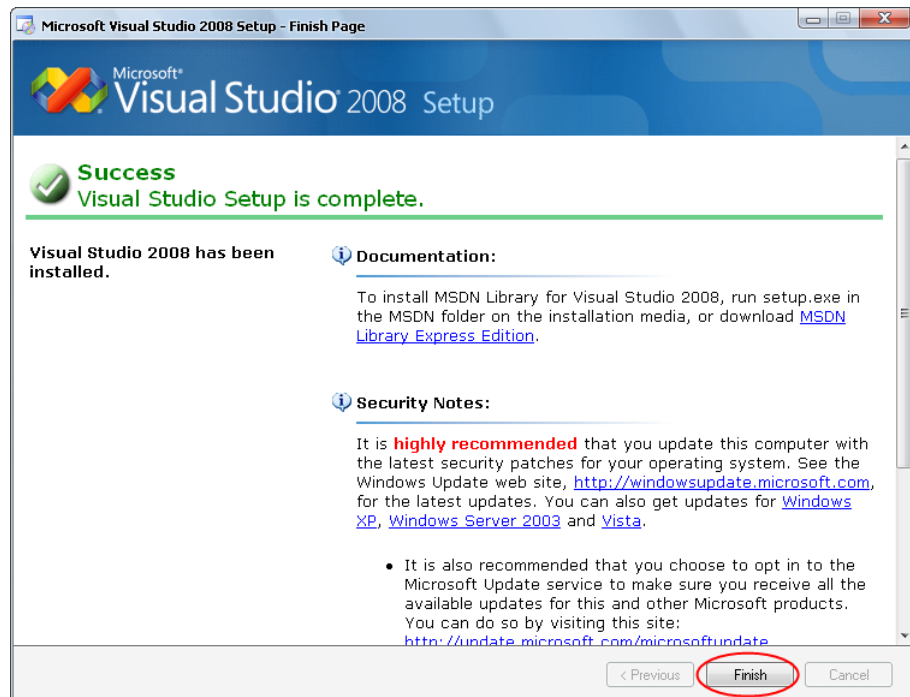 Microsoft Visual Studio 2008 Setup - Finish Page
Microsoft®
Visual Studio® 2008 Setup
Success
Visual Studio Setup is complete.
Visual Studio 2008 has been
installed.
Documentation:
To install MSDN Library for Visual Studio 2008, run setup.exe in
the MSDN folder on the installation media, or download MSDN
Library Express Edition.
Security Notes:
It is highly recommended that you update this computer with
the latest security patches for your operating system. See the
Windows Update web site, http://windowsupdate.microsoft.com,
for the latest updates. You can also get updates for Windows
XP, Windows Server 2003 and Vista.
• It is also recommended that you choose to opt in to the
Microsoft Update service to make sure you receive all the
available updates for this and other Microsoft products.
You can do so by visiting this site:
http://update.microsoft.com/microsoftupdate
< Previous
Finish
Cancel